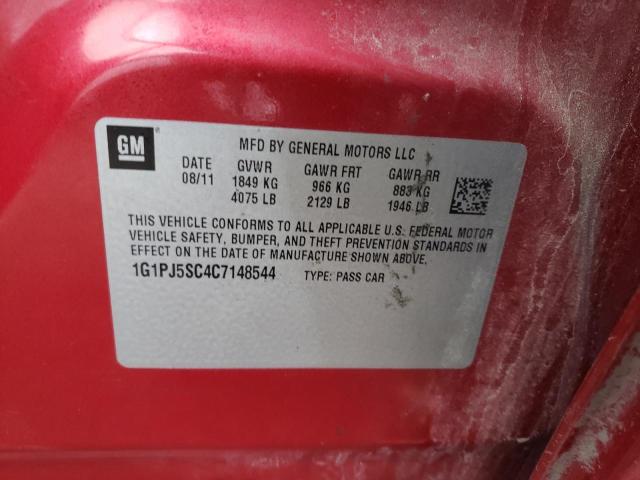 GM
MFD BY GENERAL MOTORS LLC
DATE GVWR GAWR FRT GAWR RR
08/11 1849 KG 966 KG 883 KG
4075 LB 2129 LB 1946 LB
THIS VEHICLE CONFORMS TO ALL APPLICABLE U.S. FEDERAL MOTOR
VEHICLE SAFETY, BUMPER, AND THEFT PREVENTION STANDARDS IN
EFFECT ON THE DATE OF MANUFACTURE SHOWN ABOVE.
1G1PJ5SC4C7148544 TYPE: PASS CAR